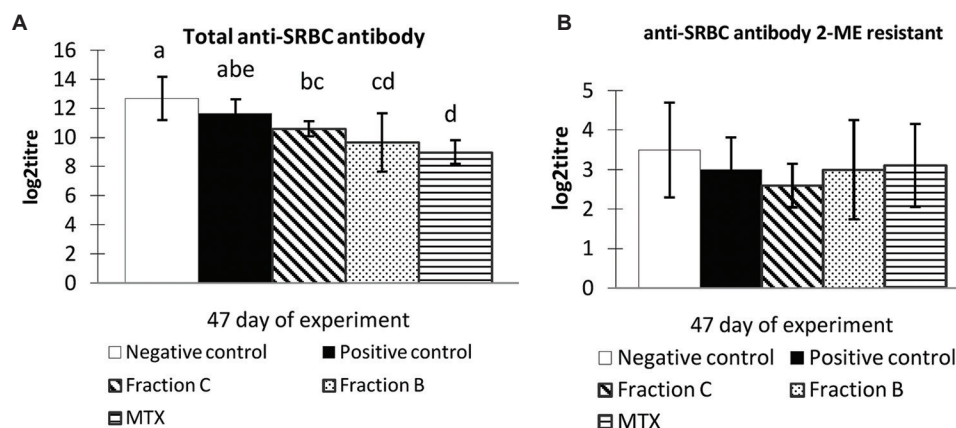 A
Total anti-SRBC antibody
16
14
12
10
8
6
4
2
0
log2titre
a
abe
bc
cd
d
47 day of experiment
Negative control
Positive control
Fraction C
Fraction B
MTX
B
anti-SRBC antibody 2-ME resistant
5
4
3
2
1
0
log2titre
47 day of experiment
Negative control
Positive control
Fraction C
Fraction B
MTX